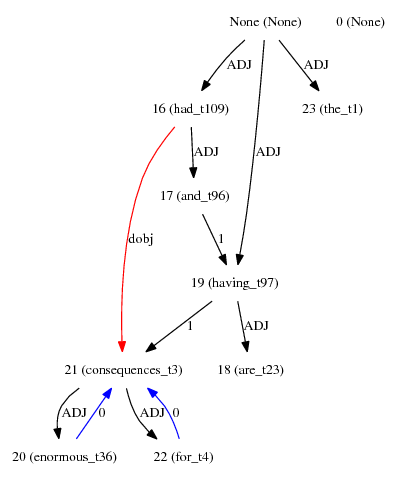 None (None) 0 (None)
ADJ ADJ
16 (had_t109) 23 (the_t1)
ADJ ADJ
17 (and_t96)
dobj 1
19 (having_t97)
1 ADJ
21 (consequences_t3) 18 (are_t23)
ADJ 0 ADJ 0
20 (enormous_t36) 22 (for_t4)